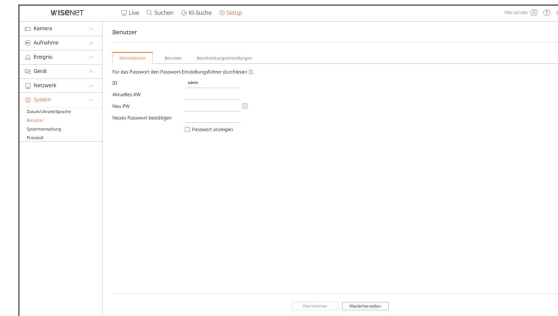 WISENET
Live Suchen KI-Suche Setup
Kamera
Aufnahme
Ereignis
Gerät
Netzwerk
System
Datum/Uhrzeit/Sprache
Benutzer
Systemverwaltung
Protokoll
Benutzer
Administrator Benutzer Beschränkungseinstellungen
Für das Passwort den Passwort-Einstellungsführer durchlesen
ID admin
Aktuelles KW
Neu PW
Neues Passwort bestätigen
Passwort anzeigen
Übernehmen Wiederherstellen